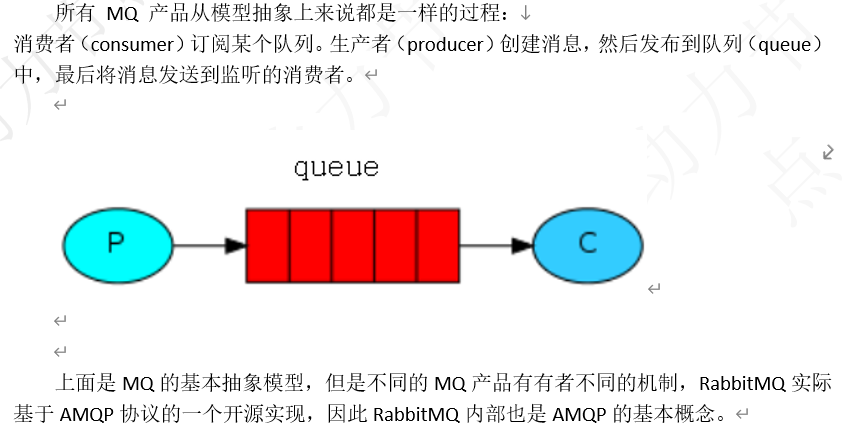 所有 MQ 产品从模型抽象上来说都是一样的过程：
消费者（consumer）订阅某个队列。生产者（producer）创建消息，然后发布到队列（queue）
中，最后将消息发送到监听的消费者。
queue
P
C
上面是 MQ 的基本抽象模型，但是不同的 MQ 产品有有者不同的机制，RabbitMQ 实际
基于 AMQP 协议的一个开源实现，因此 RabbitMQ 内部也是 AMQP 的基本概念。
动力节
点